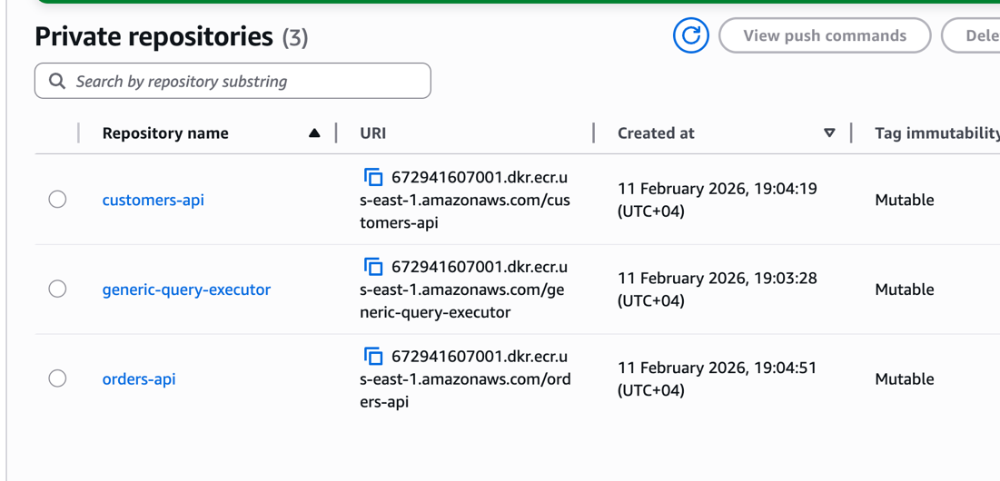 Private repositories (3)
View push commands
Dele
Search by repository substring
Repository name
URI
Created at
Tag immutability
customers-api
672941607001.dkr.ecr.u
s-east-1.amazonaws.com/cus
tomers-api
11 February 2026, 19:04:19
(UTC+04)
Mutable
generic-query-executor
672941607001.dkr.ecr.u
s-east-1.amazonaws.com/ge
neric-query-executor
11 February 2026, 19:03:28
(UTC+04)
Mutable
orders-api
672941607001.dkr.ecr.u
s-east-1.amazonaws.com/ord
ers-api
11 February 2026, 19:04:51
(UTC+04)
Mutable